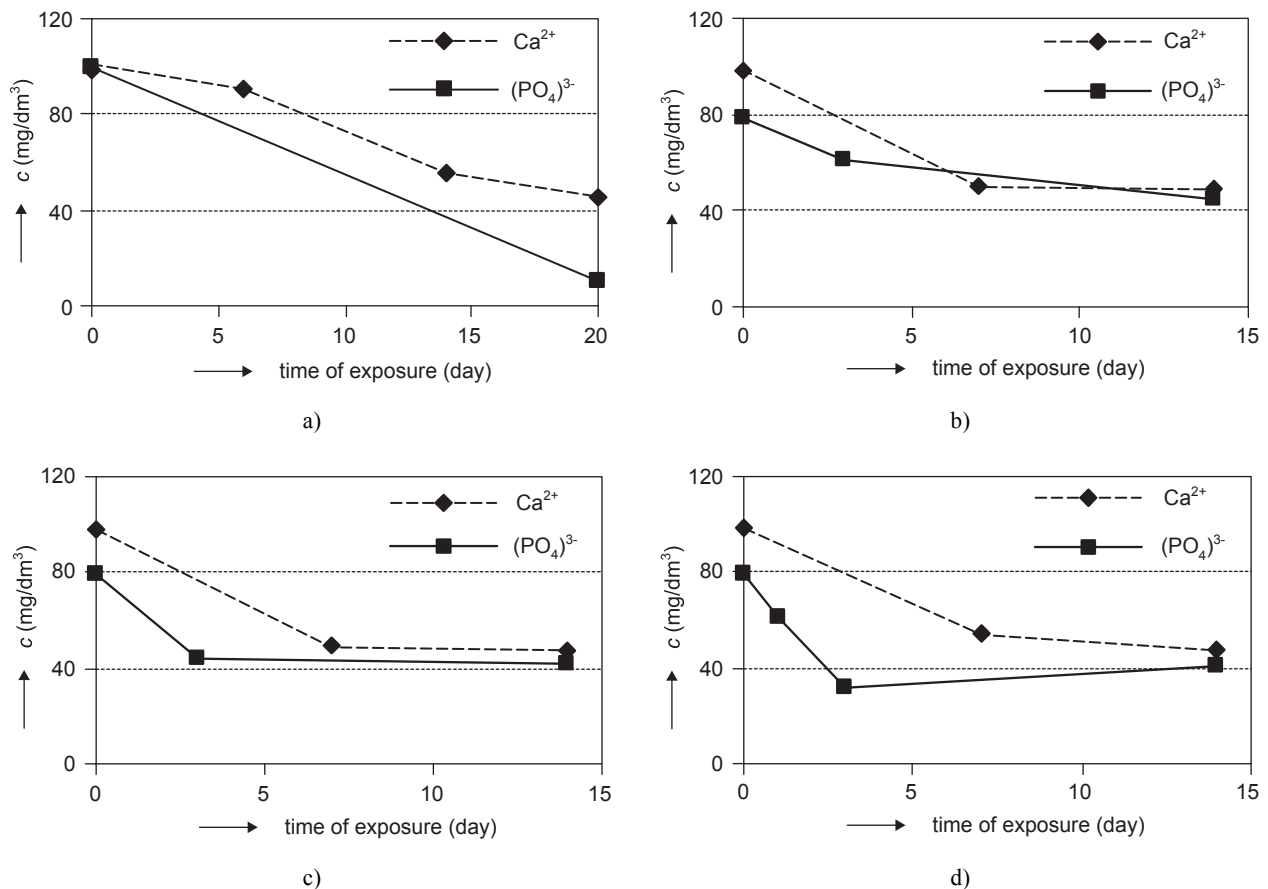 120
80
40
0
c (mg/dm³)
Ca²⁺
(PO₄)³⁻
0 5 10 15 20
time of exposure (day)
a)
120
80
40
0
c (mg/dm³)
Ca²⁺
(PO₄)³⁻
0 5 10 15
time of exposure (day)
b)
120
80
40
0
c (mg/dm³)
Ca²⁺
(PO₄)³⁻
0 5 10 15
time of exposure (day)
c)
120
80
40
0
c (mg/dm³)
Ca²⁺
(PO₄)³⁻
0 5 10 15
time of exposure (day)
d)